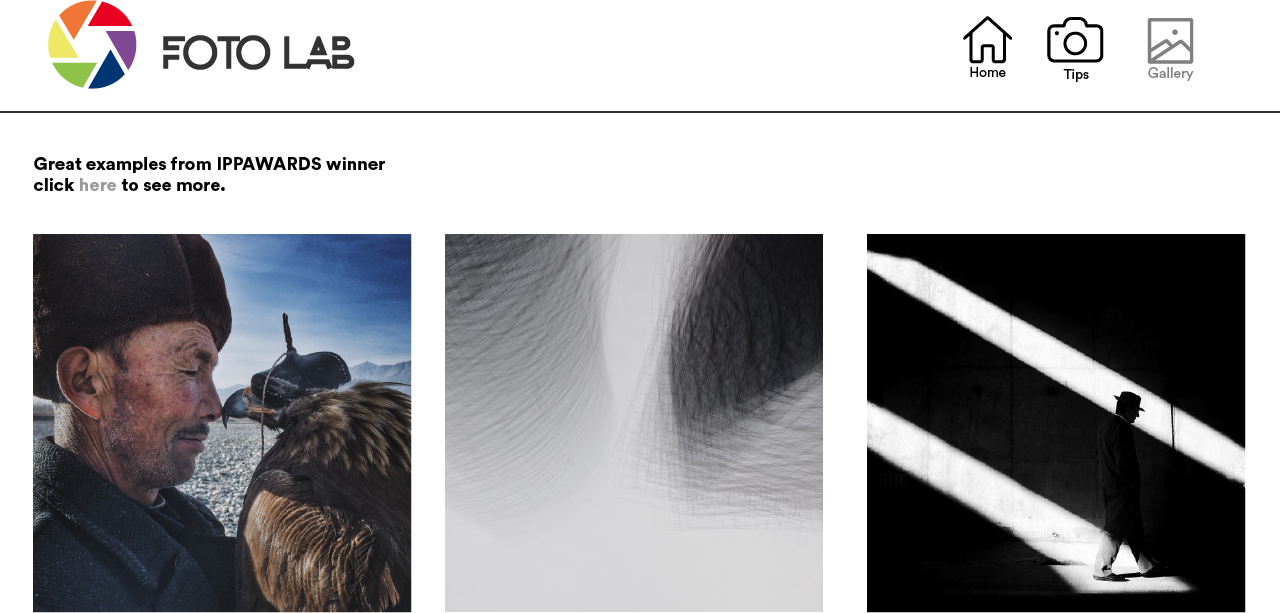 FOTO LAB
Home
Tips
Gallery
Great examples from IPPAWARDS winner
click here to see more.